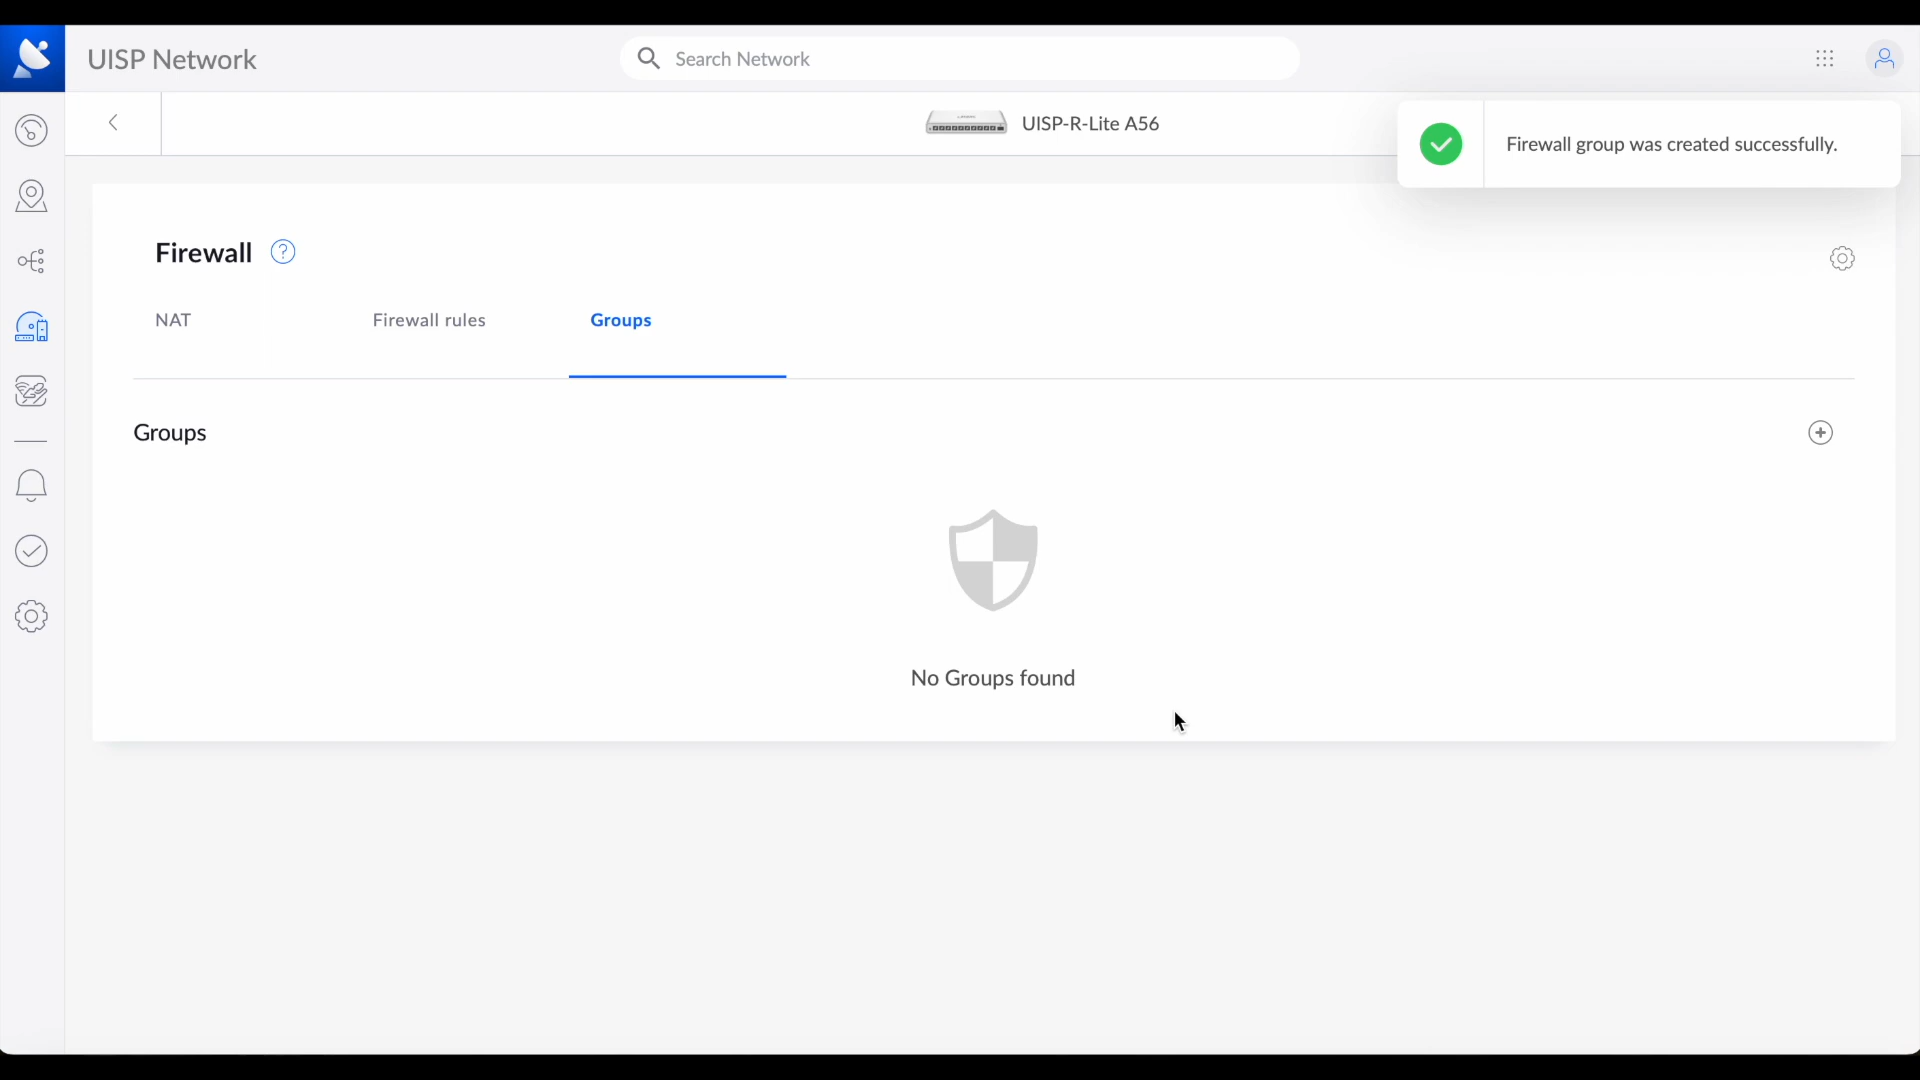 UISP Network
Search Network
UISP-R-Lite A56
Firewall group was created successfully.
Firewall ?
NAT
Firewall rules
Groups
Groups
No Groups found